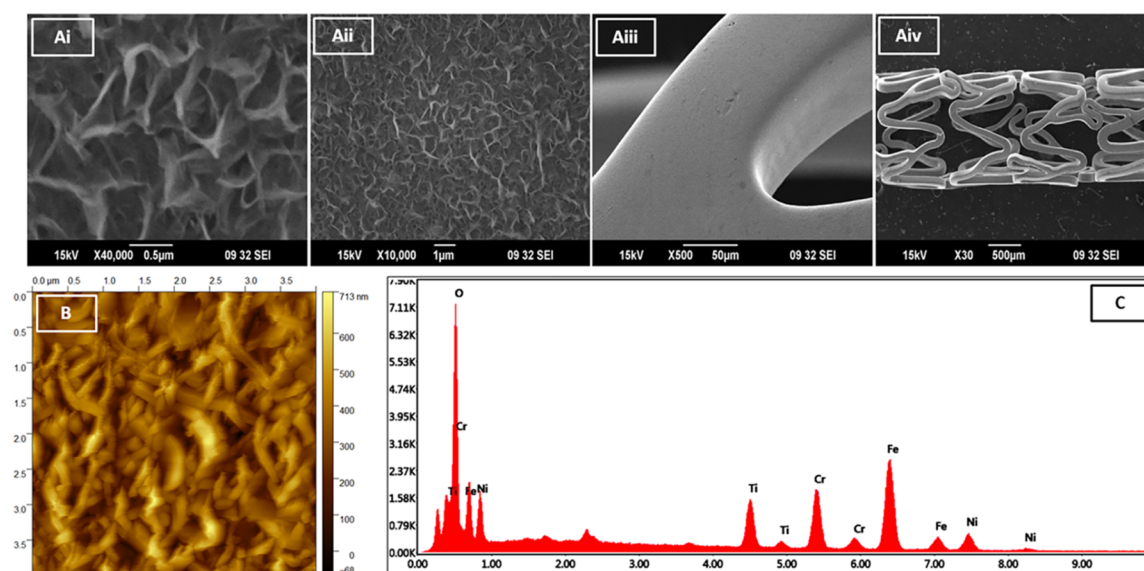 Ai
Aii
Aiii
Aiv
15kV X40,000 0.5µm 09 32 SEI
15kV X10,000 1µm 09 32 SEI
15kV X500 50µm 09 32 SEI
15kV X30 500µm 09 32 SEI
0.0 µm 0.5 1.0 1.5 2.0 2.5 3.0 3.5
0.0
0.5
1.0
1.5
2.0
2.5
3.0
3.5
B
713 nm
600
500
400
300
200
100
0
-68
C
7.90K
7.11K
6.32K
5.53K
4.74K
3.95K
3.16K
2.37K
1.58K
0.79K
0.00K
O
Cr
Ti Fe Ni
Ti
Ti
Cr
Cr
Fe
Fe
Ni
Ni
0.00 1.00 2.00 3.00 4.00 5.00 6.00 7.00 8.00 9.00